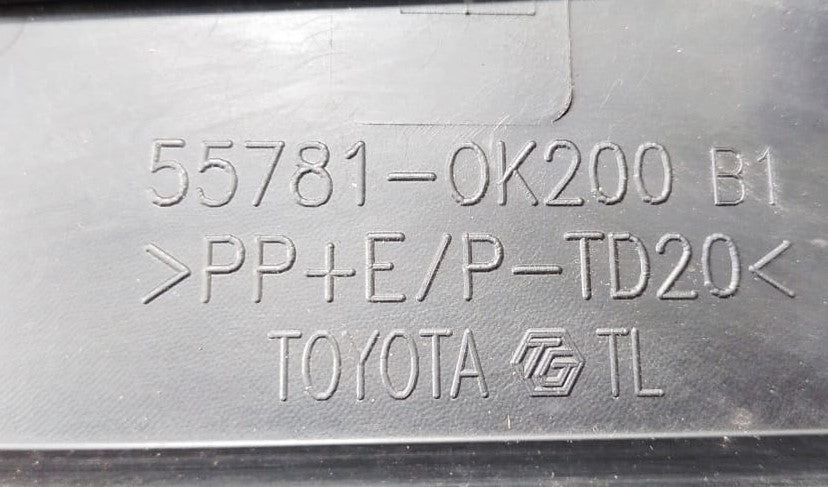 55781-0K200 B1
>PP+E/P-TD20<
TOYOTA TG TL